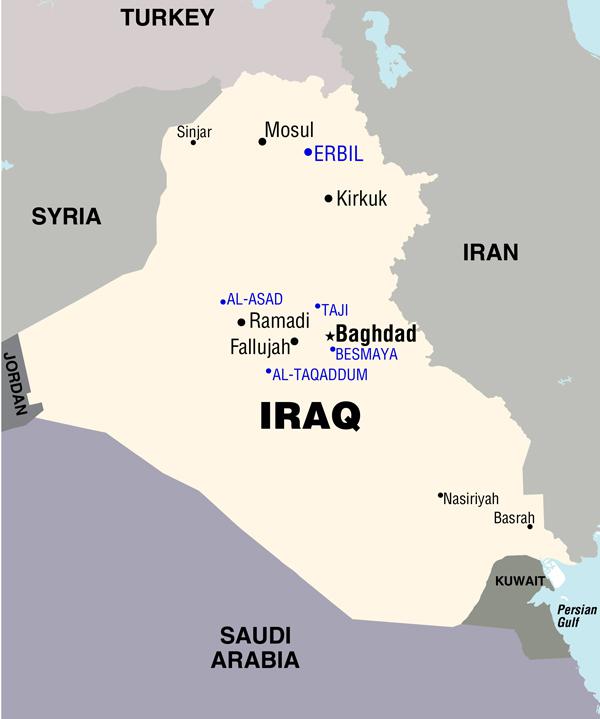 TURKEY
Sinjar
Mosul
ERBIL
Kirkuk
SYRIA
IRAN
AL-ASAD
TAJI
Ramadi
Baghdad
Fallujah
BESMAYA
JORDAN
AL-TAQADDUM
IRAQ
Nasiriyah
Basrah
KUWAIT
Persian
Gulf
SAUDI
ARABIA